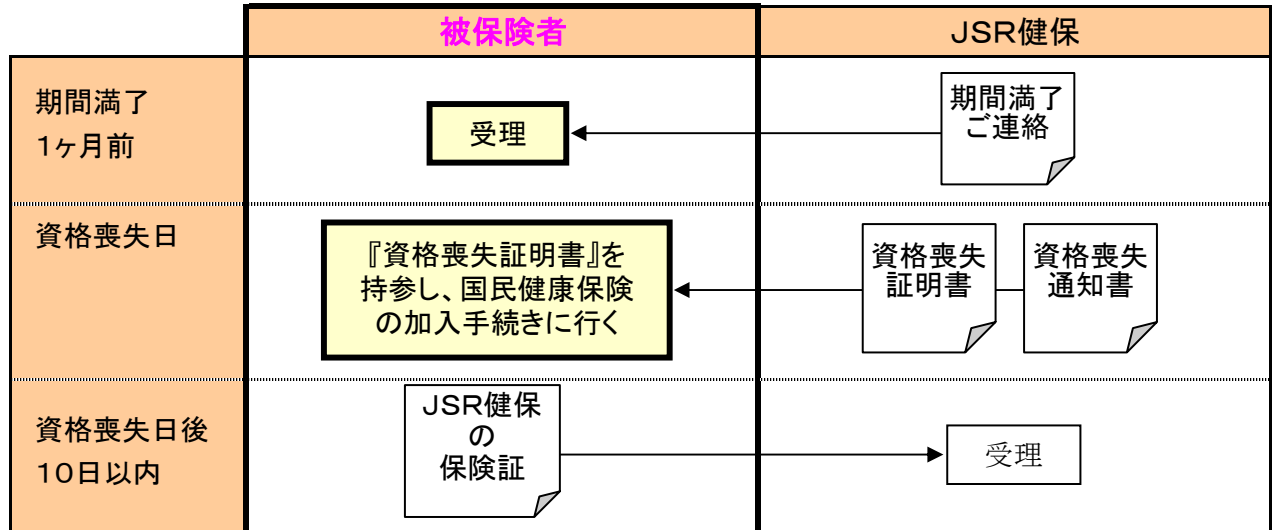 被保険者
JSR健保
期間満了
1ヶ月前
受理
期間満了
ご連絡
資格喪失日
『資格喪失証明書』を
持参し、国民健康保険
の加入手続きに行く
資格喪失
証明書
資格喪失
通知書
資格喪失日後
10日以内
JSR健保
の
保険証
受理